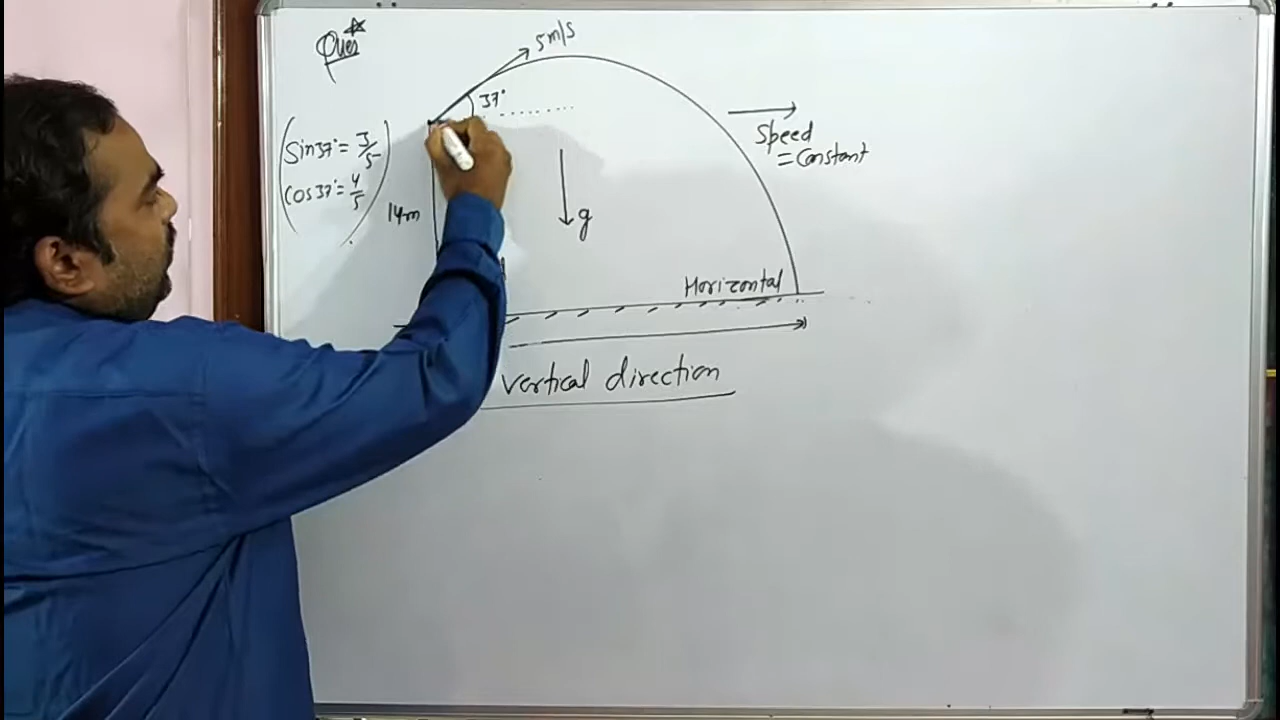 Ques
5m/s
37°
Speed
= Constant
Sin37° = 3/5
Cos37° = 4/5
14m
g
Horizontal
vertical direction